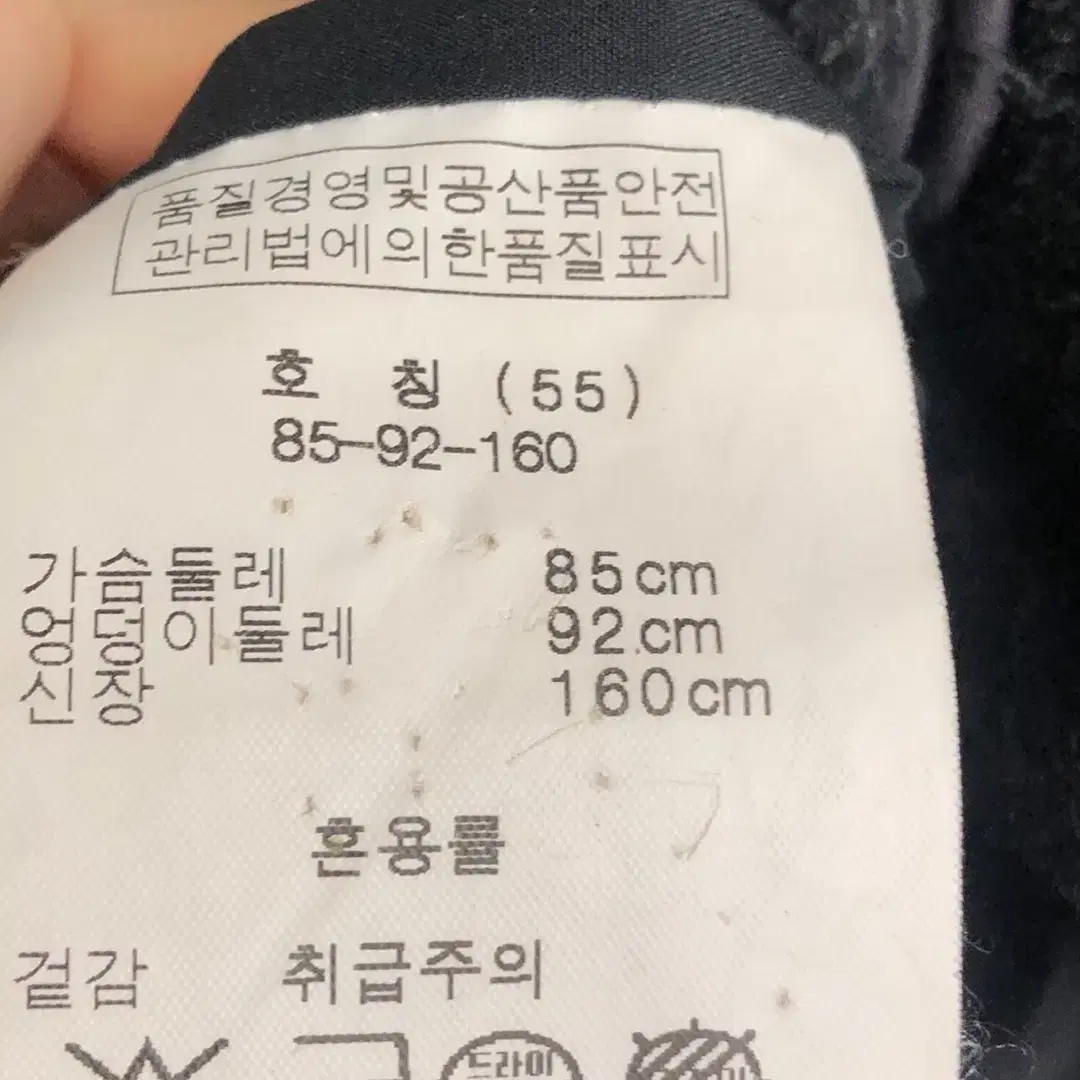 품질경영및공산품안전
관리법에의한품질표시
호 칭 (55)
85-92-160
가슴둘레 85cm
엉덩이둘레 92.cm
신장 160cm
혼용률
겉감 취급주의
드라이